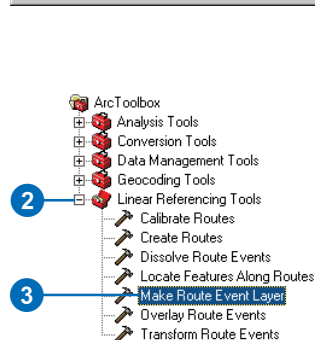 ArcToolbox
Analysis Tools
Conversion Tools
Data Management Tools
Geocoding Tools
2 Linear Referencing Tools
Calibrate Routes
Create Routes
Dissolve Route Events
Locate Features Along Routes
3 Make Route Event Layer
Overlay Route Events
Transform Route Events